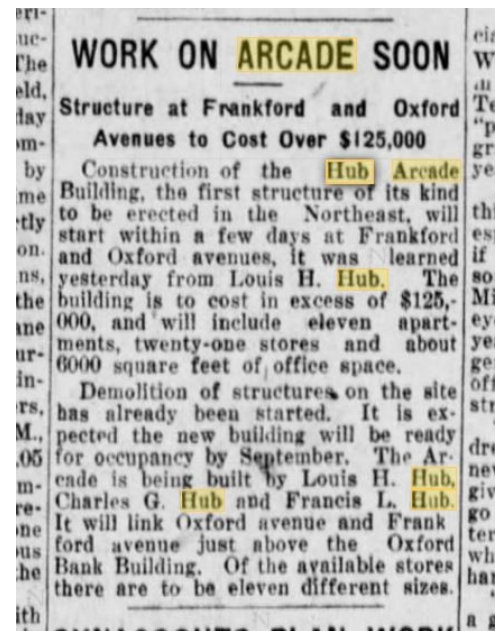 WORK ON ARCADE SOON
Structure at Frankford and Oxford
Avenues to Cost Over $125,000
Construction of the Hub Arcade
Building, the first structure of its kind
to be erected in the Northeast, will
start within a few days at Frankford
and Oxford avenues, it was learned
yesterday from Louis H. Hub. The
building is to cost in excess of $125,-
000, and will include eleven apart-
ments, twenty-one stores and about
6000 square feet of office space.
Demolition of structures on the site
has already been started. It is ex-
pected the new building will be ready
for occupancy by September. The Ar-
cade is being built by Louis H. Hub,
Charles G. Hub and Francis L. Hub.
It will link Oxford avenue and Frank
ford avenue just above the Oxford
Bank Building. Of the available stores
there are to be eleven different sizes.